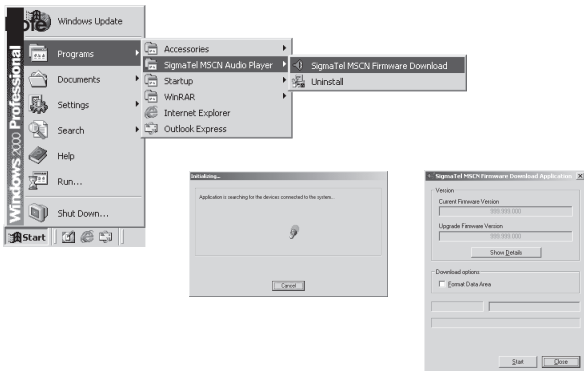 Windows Update
Programs
Documents
Settings
Search
Help
Run...
Shut Down...
Windows 2000 Professional
Start
Accessories
SigmaTel MSCN Audio Player
Startup
WinRAR
Internet Explorer
Outlook Express
SigmaTel MSCN Firmware Download
Uninstall
Initializing...
Application is searching for the devices connected to the system.
Cancel
SigmaTel MSCN Firmware Download Application
Version
Current Firmware Version
999.999.000
Upgrade Firmware Version
999.999.000
Show Details
Download options
Format Data Area
Start
Close